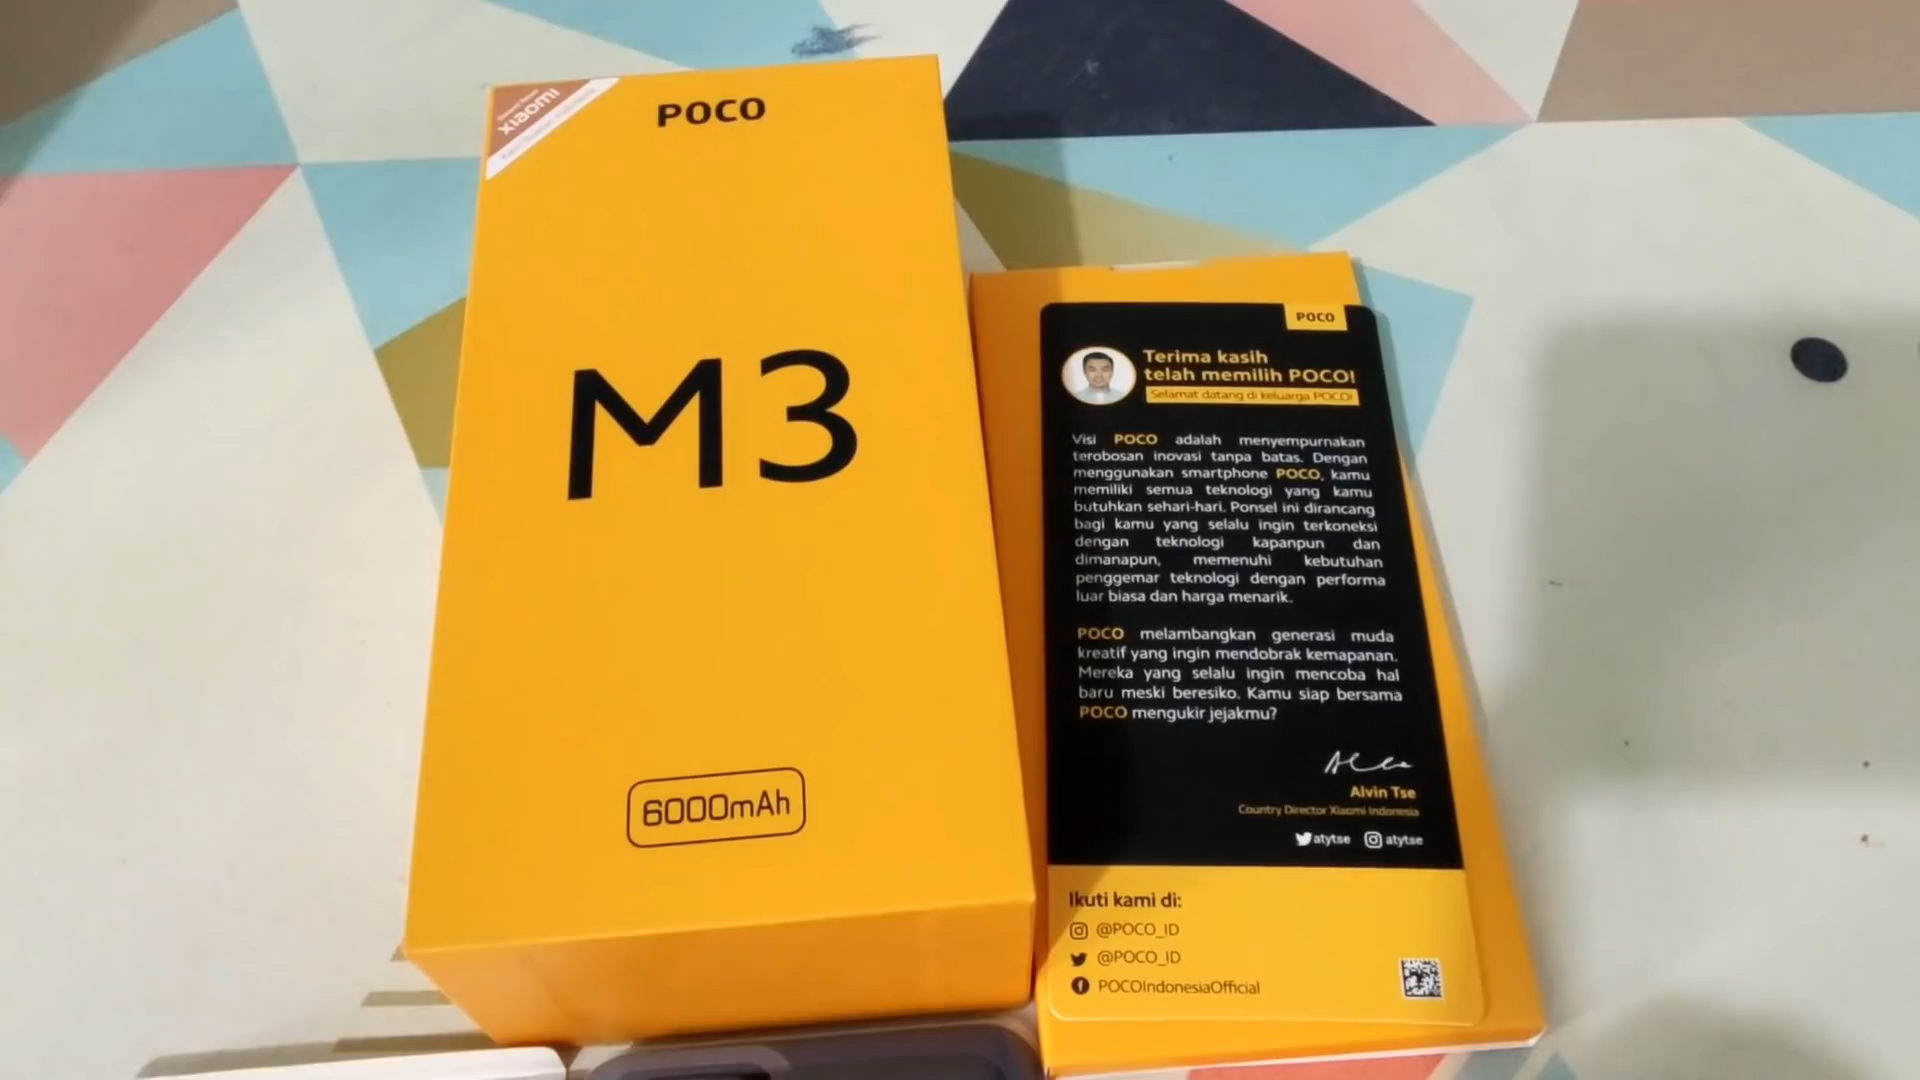 xiaomi
POCO
M3
6000mAh
POCO
Terima kasih
telah memilih POCO!
Selamat datang di keluarga POCO!
Visi POCO adalah menyempurnakan
terobosan inovasi tanpa batas. Dengan
menggunakan smartphone POCO, kamu
memiliki semua teknologi yang kamu
butuhkan sehari-hari. Ponsel ini dirancang
bagi kamu yang selalu ingin terkoneksi
dengan teknologi kapanpun dan
dimanapun, memenuhi kebutuhan
penggemar teknologi dengan performa
luar biasa dan harga menarik.
POCO melambangkan generasi muda
kreatif yang ingin mendobrak kemapanan.
Mereka yang selalu ingin mencoba hal
baru meski beresiko. Kamu siap bersama
POCO mengukir jejakmu?
Alvin Tse
Country Director Xiaomi Indonesia
atytse atytse
Ikuti kami di:
@POCO_ID
@POCO_ID
POCOIndonesiaOfficial